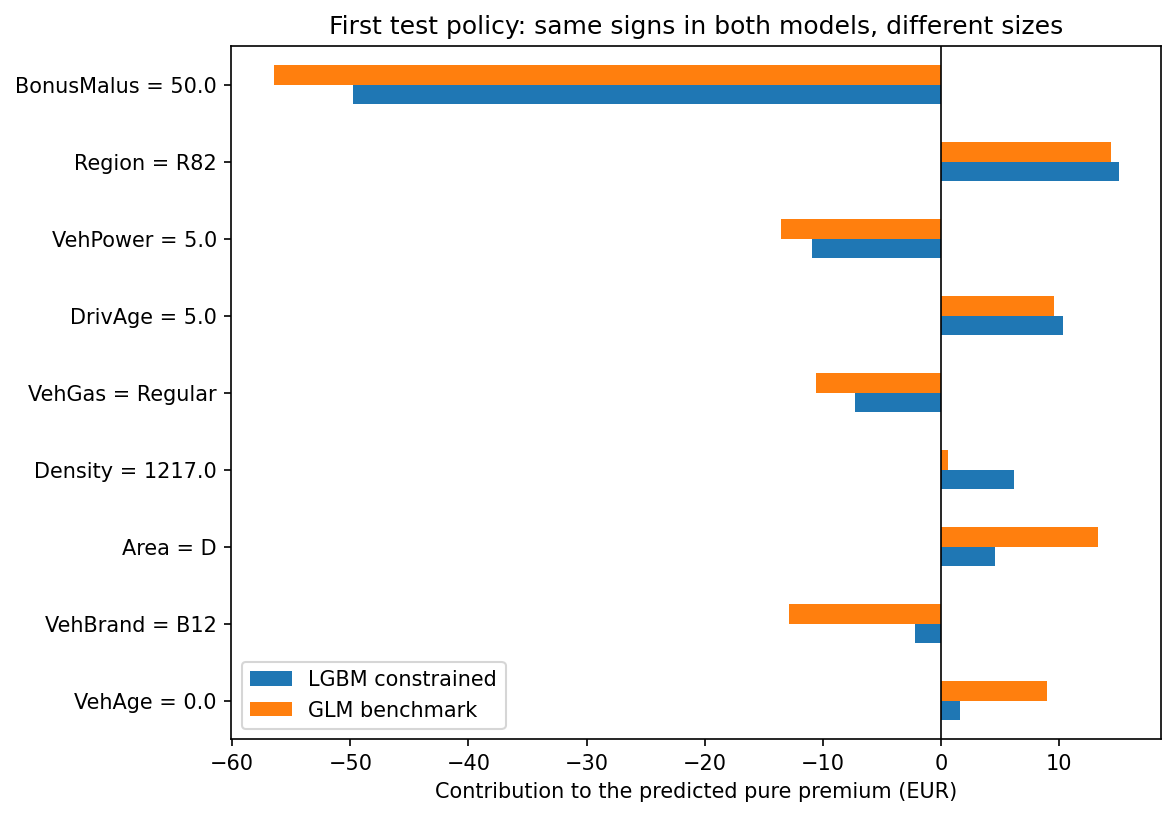 First test policy: same signs in both models, different sizes
BonusMalus = 50.0
Region = R82
VehPower = 5.0
DrivAge = 5.0
VehGas = Regular
Density = 1217.0
Area = D
VehBrand = B12
VehAge = 0.0
LGBM constrained
GLM benchmark
−60 −50 −40 −30 −20 −10 0 10
Contribution to the predicted pure premium (EUR)